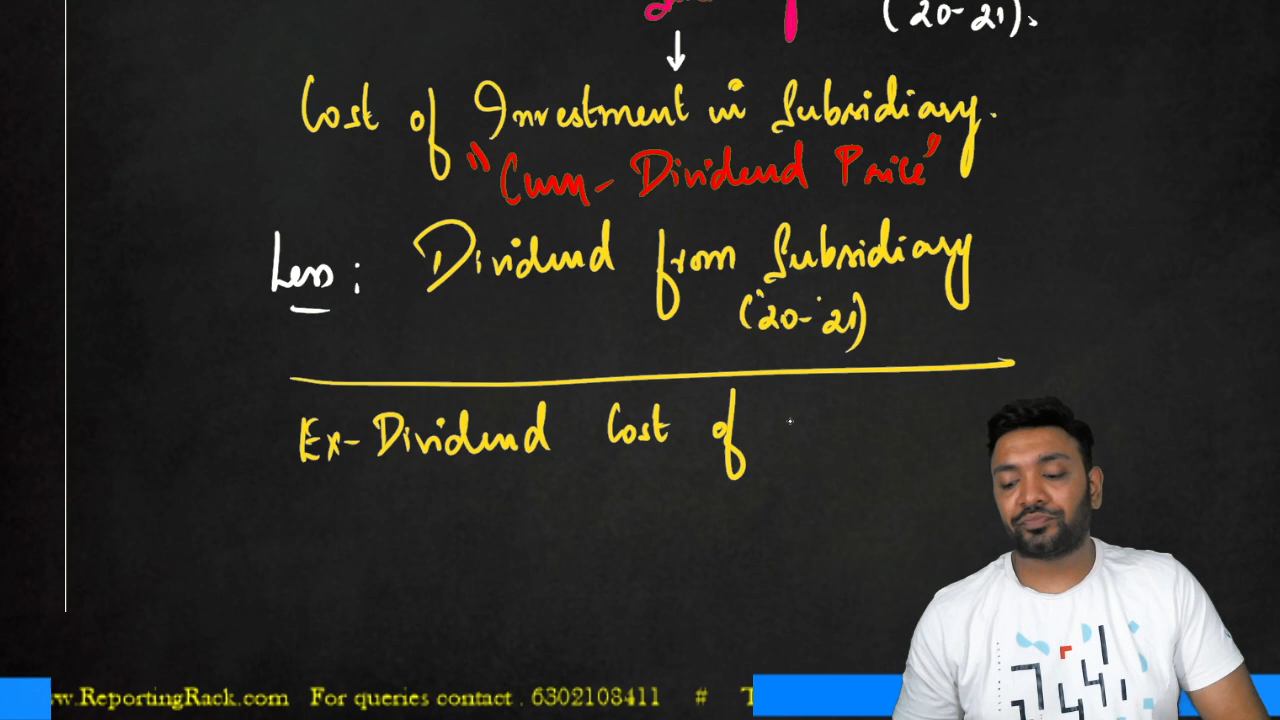 (20-21).
Cost of Investment in Subsidiary.
"Cum-Dividend Price"
Less: Dividend from Subsidiary
('20-'21)
Ex-Dividend Cost of
w.ReportingRack.com For queries contact . 6302108411 # T